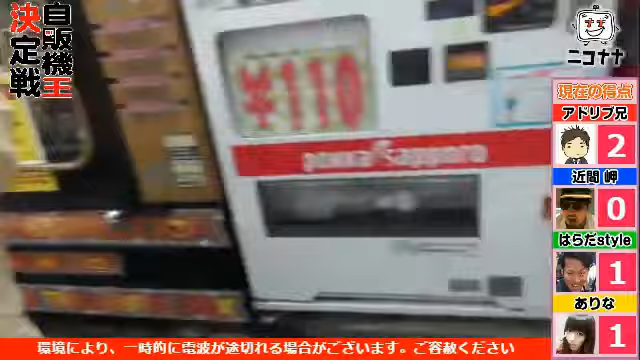 自販機王
決定戦
ニコナナ
¥110
pokka sapporo
現在の得点
アドリブ兄
2
近間 岬
0
はらだstyle
1
ありな
1
環境により、一時的に電波が途切れる場合がございます。ご容赦ください